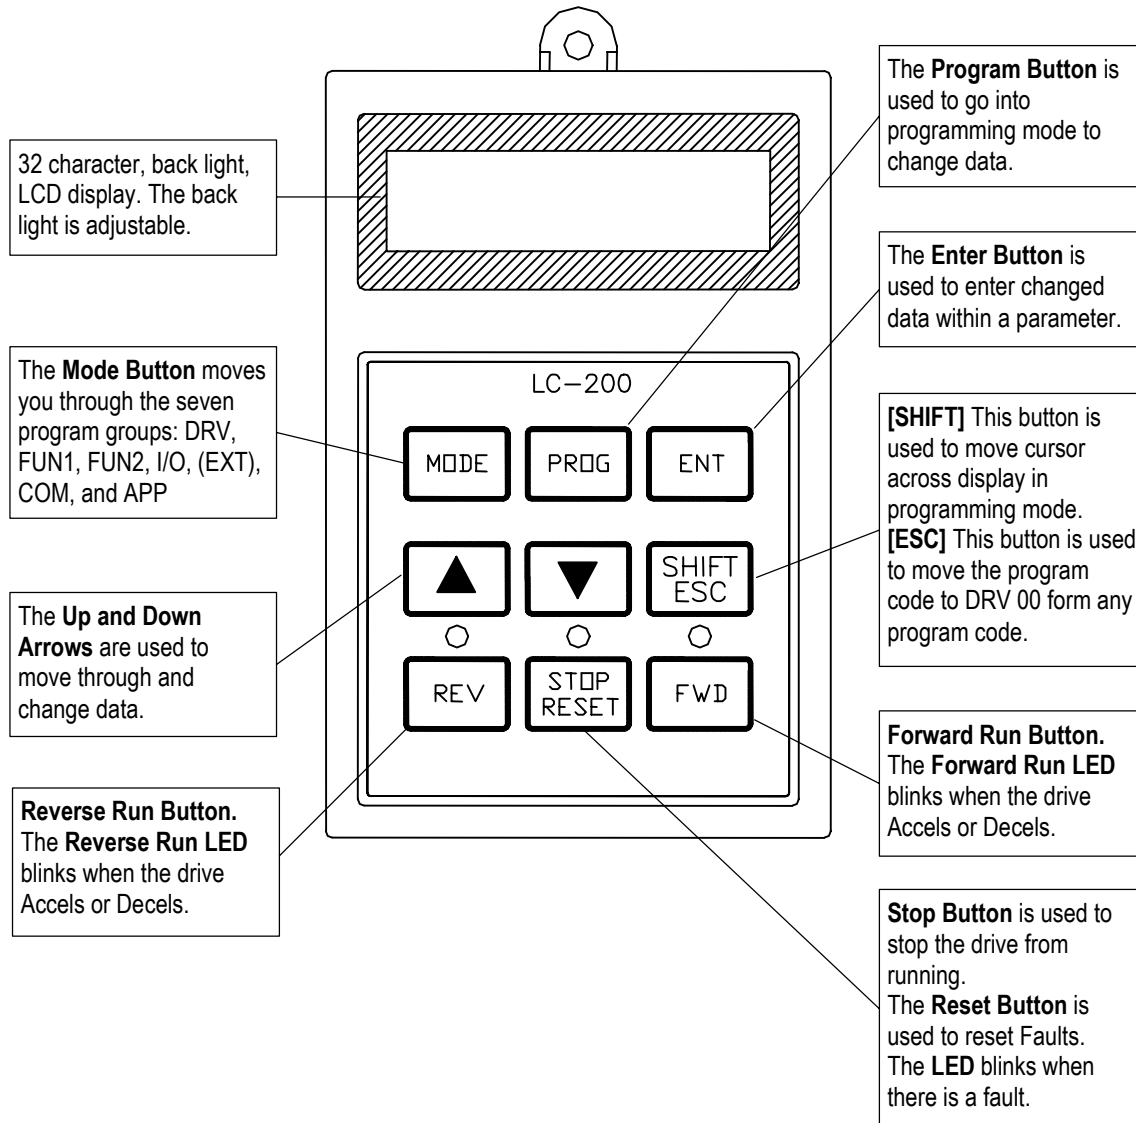 32 character, back light,
LCD display. The back
light is adjustable.
The Mode Button moves
you through the seven
program groups: DRV,
FUN1, FUN2, I/O, (EXT),
COM, and APP
The Up and Down
Arrows are used to
move through and
change data.
Reverse Run Button.
The Reverse Run LED
blinks when the drive
Accels or Decels.
LC-200
MODE
PROG
ENT
SHIFT
ESC
REV
STOP
RESET
FWD
The Program Button is
used to go into
programming mode to
change data.
The Enter Button is
used to enter changed
data within a parameter.
[SHIFT] This button is
used to move cursor
across display in
programming mode.
[ESC] This button is used
to move the program
code to DRV 00 form any
program code.
Forward Run Button.
The Forward Run LED
blinks when the drive
Accels or Decels.
Stop Button is used to
stop the drive from
running.
The Reset Button is
used to reset Faults.
The LED blinks when
there is a fault.